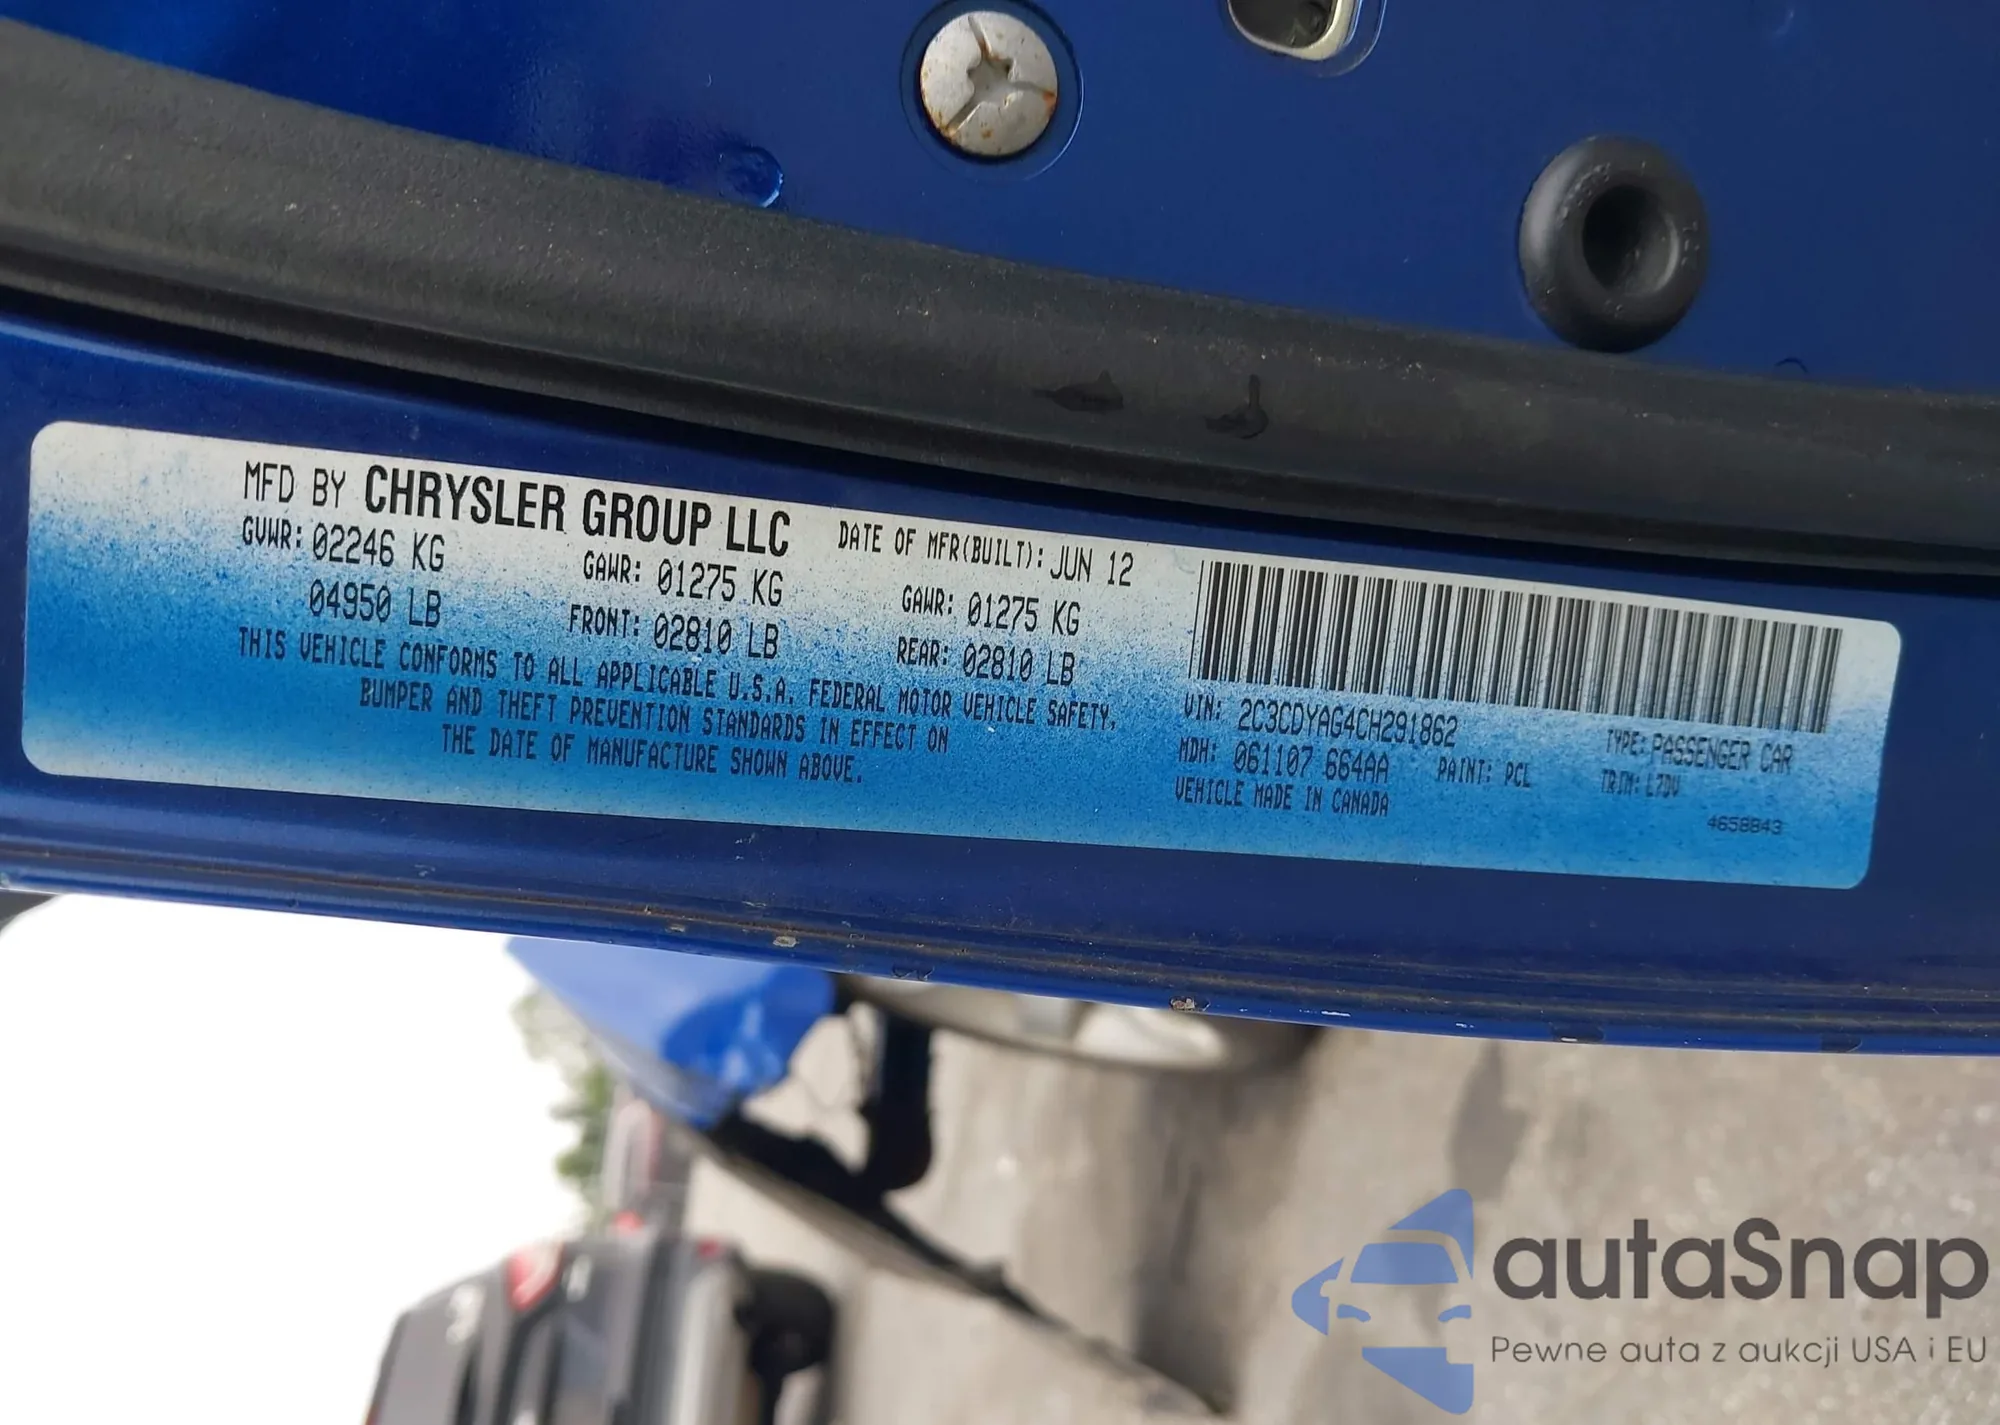 MFD BY CHRYSLER GROUP LLC DATE OF MFR(BUILT): JUN 12
GVWR: 02246 KG GAWR: 01275 KG GAWR: 01275 KG
04950 LB FRONT: 02810 LB REAR: 02810 LB
THIS VEHICLE CONFORMS TO ALL APPLICABLE U.S.A. FEDERAL MOTOR VEHICLE SAFETY,
BUMPER AND THEFT PREVENTION STANDARDS IN EFFECT ON
THE DATE OF MANUFACTURE SHOWN ABOVE.
VIN: 2C3CDYAG4CH291862 TYPE: PASSENGER CAR
MDH: 061107 664AA PAINT: PCL TRIM:
VEHICLE MADE IN CANADA
4658843
autaSnap
Pewne auta z aukcji USA i EU